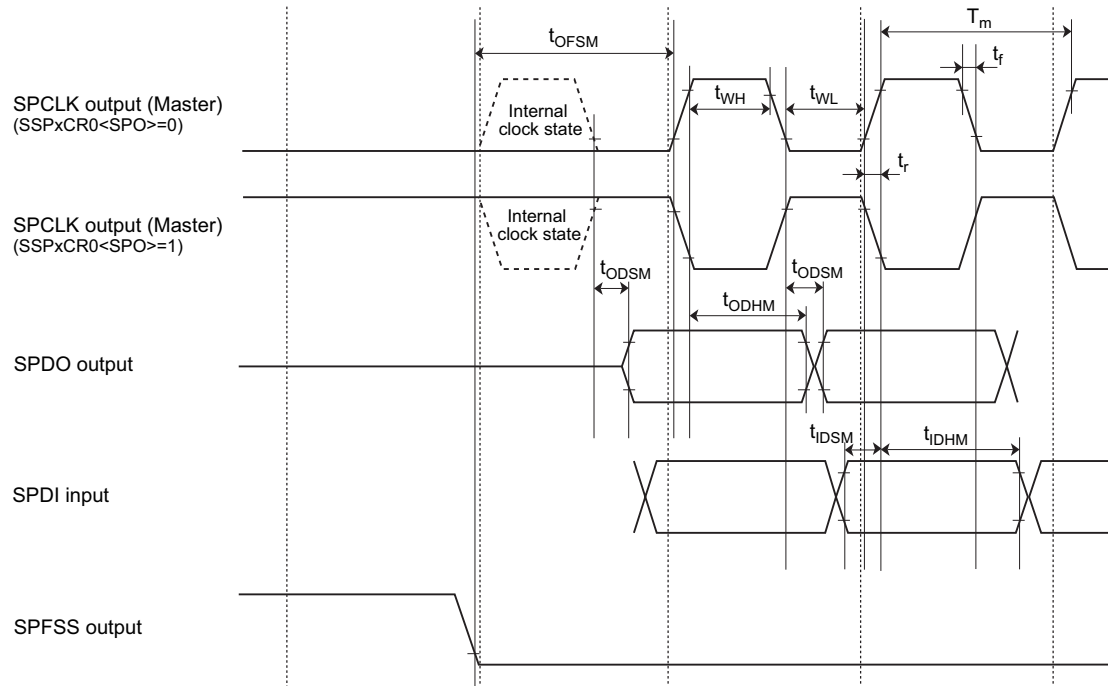 tOFSM
Tm
tf
SPCLK output (Master)
(SSPxCR0<SPO>=0)
Internal
clock state
tWH
tWL
tr
SPCLK output (Master)
(SSPxCR0<SPO>=1)
Internal
clock state
tODSM
tODSM
tODHM
SPDO output
tIDSM
tIDHM
SPDI input
SPFSS output